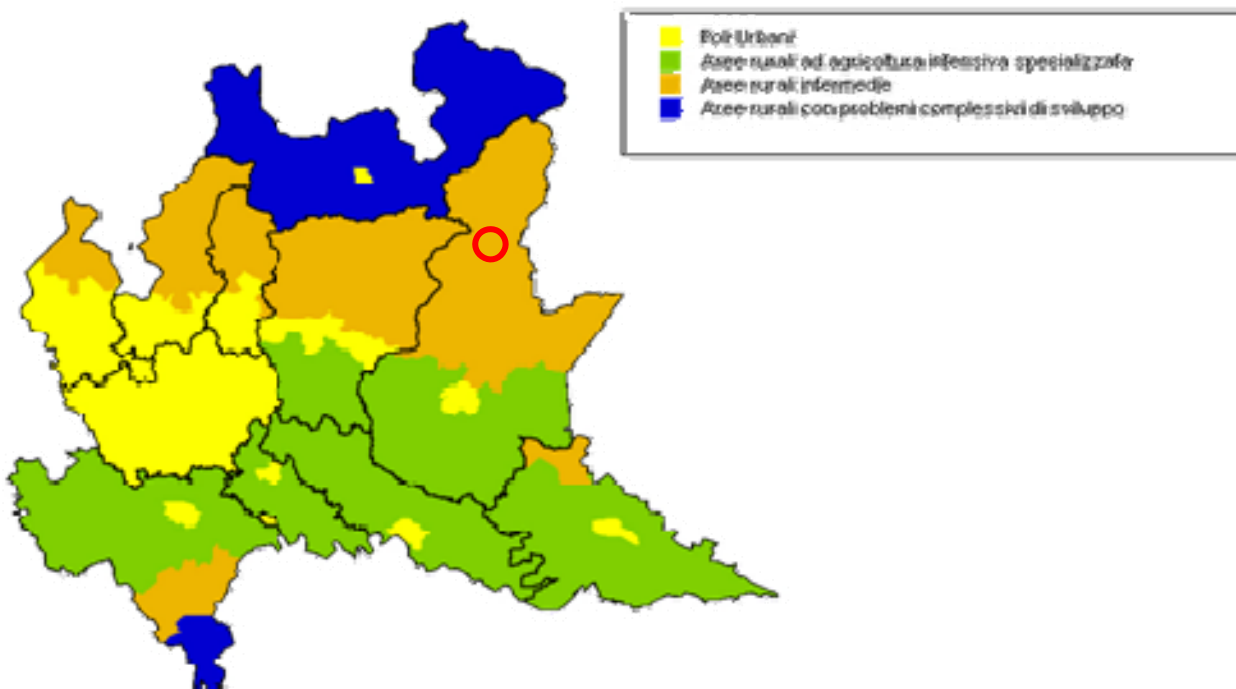 Poli Urbani
Aree rurali ad agricoltura intensiva specializzata
Aree rurali intermedie
Aree rurali con problemi complessivi di sviluppo